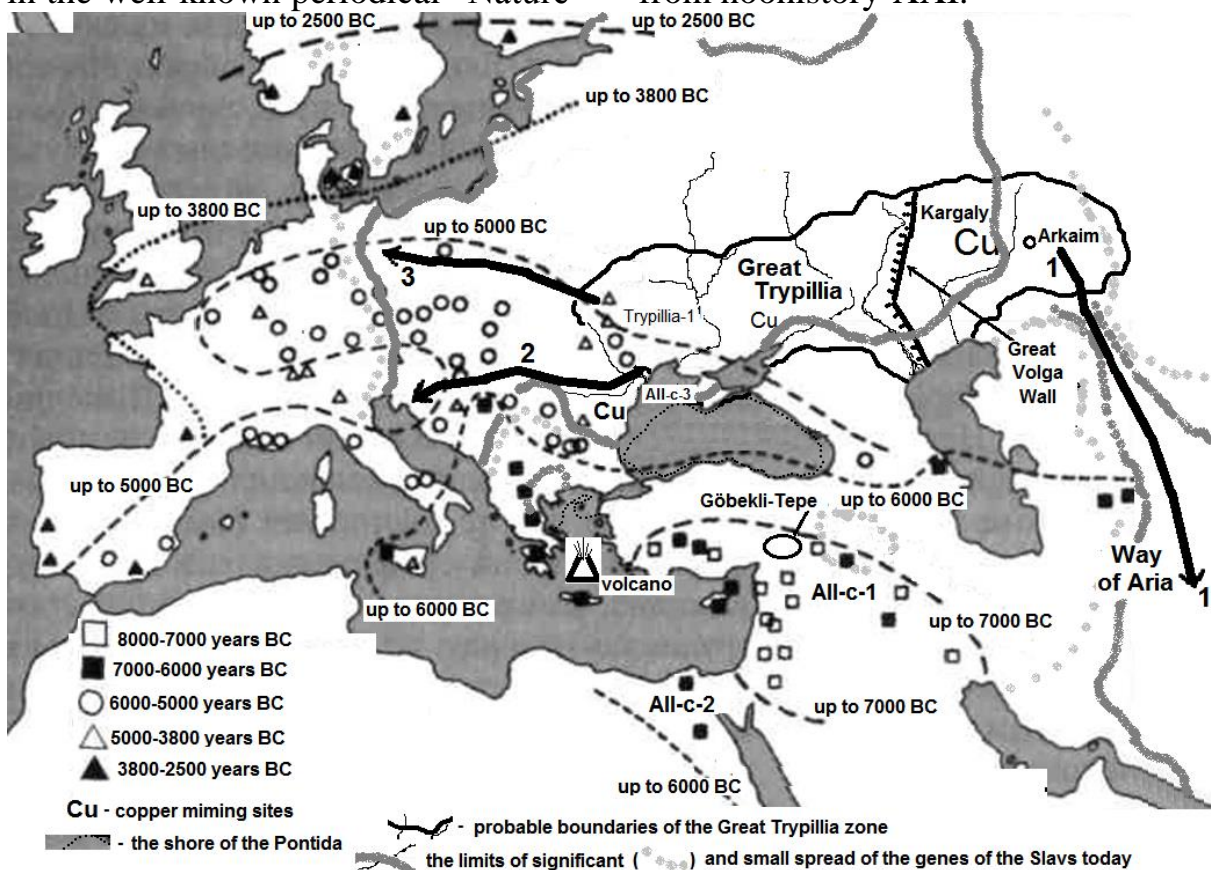 in the well-known periodical "Nature" from noohistory-XXI.
up to 2500 BC
up to 2500 BC
up to 3800 BC
up to 3800 BC
up to 5000 BC
3
Trypillia-1
Great
Trypillia
Cu
Kargaly
Cu
Arkaim
1
Great
Volga
Wall
2
Cu
All-c-3
up to 5000 BC
up to 6000 BC
Göbekli-Tepe
volcano
All-c-1
Way
of Aria
1
up to 6000 BC
up to 7000 BC
All-c-2
up to 7000 BC
up to 6000 BC
8000-7000 years BC
7000-6000 years BC
6000-5000 years BC
5000-3800 years BC
3800-2500 years BC
Cu - copper miming sites
- the shore of the Pontida
- probable boundaries of the Great Trypillia zone
the limits of significant ( ) and small spread of the genes of the Slavs today